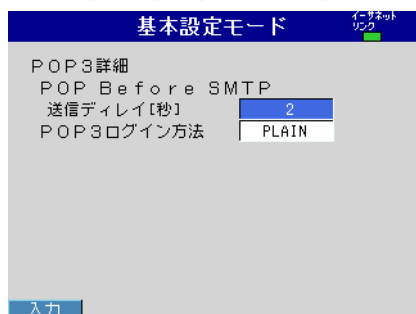 基本設定モード
イーサネット
リンク
POP3詳細
POP Before SMTP
送信ディレイ[秒] 2
POP3ログイン方法 PLAIN
入力